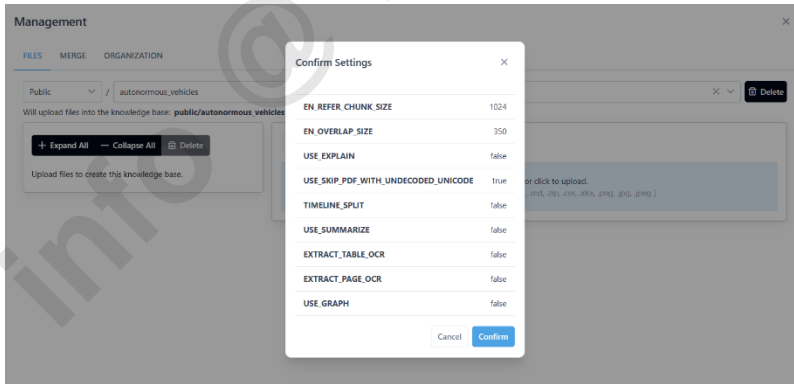 Management
FILES MERGE ORGANIZATION
Public / autonormous_vehicles
Delete
Will upload files into the knowledge base: public/autonormous_vehicles
+ Expand All — Collapse All Delete
Upload files to create this knowledge base.
or click to upload.
.md, .zip, .csv, .xlsx, .png, .jpg, .jpeg ]
Confirm Settings
EN_REFER_CHUNK_SIZE 1024
EN_OVERLAP_SIZE 350
USE_EXPLAIN false
USE_SKIP_PDF_WITH_UNDECODED_UNICODE true
TIMELINE_SPLIT false
USE_SUMMARIZE false
EXTRACT_TABLE_OCR false
EXTRACT_PAGE_OCR false
USE_GRAPH false
Cancel Confirm
info @